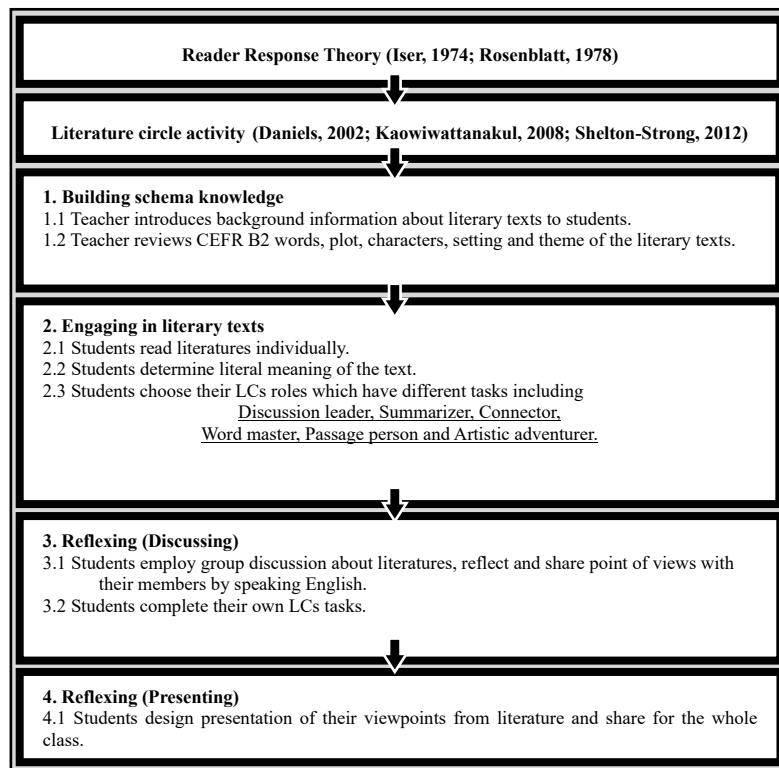 Reader Response Theory (Iser, 1974; Rosenblatt, 1978)
Literature circle activity (Daniels, 2002; Kaowiwattanakul, 2008; Shelton-Strong, 2012)
1. Building schema knowledge
1.1 Teacher introduces background information about literary texts to students.
1.2 Teacher reviews CEFR B2 words, plot, characters, setting and theme of the literary texts.
2. Engaging in literary texts
2.1 Students read literatures individually.
2.2 Students determine literal meaning of the text.
2.3 Students choose their LCs roles which have different tasks including
Discussion leader, Summarizer, Connector,
Word master, Passage person and Artistic adventurer.
3. Reflexing (Discussing)
3.1 Students employ group discussion about literatures, reflect and share point of views with
their members by speaking English.
3.2 Students complete their own LCs tasks.
4. Reflexing (Presenting)
4.1 Students design presentation of their viewpoints from literature and share for the whole
class.